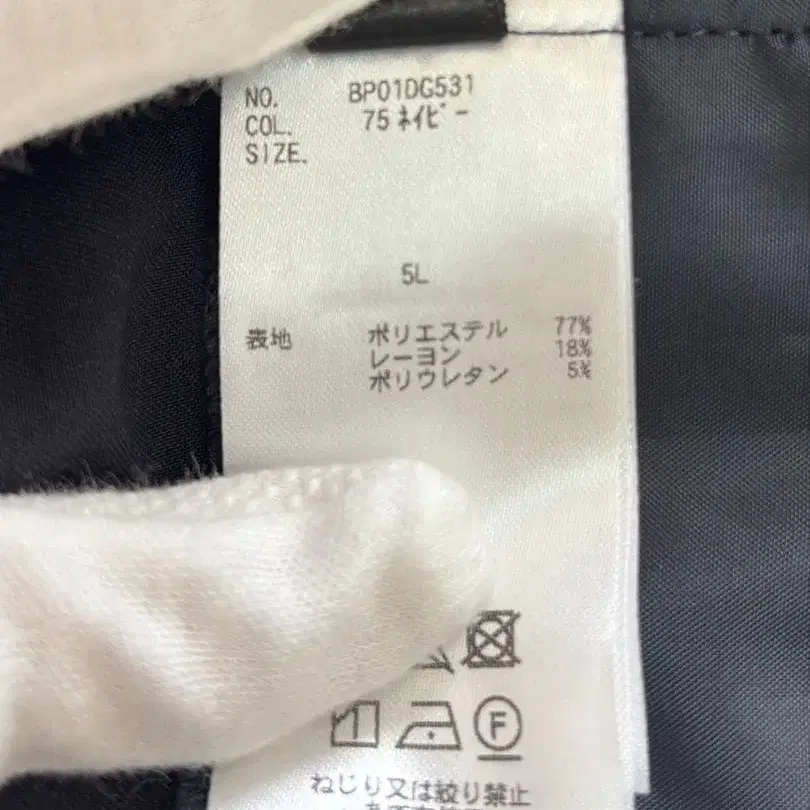 NO. BP01DG531
COL. 75 ﾈｲﾋﾞｰ
SIZE.
5L
表地 ポリエステル 77%
レーヨン 18%
ポリウレタン 5%
F
ねじり又は絞り禁止